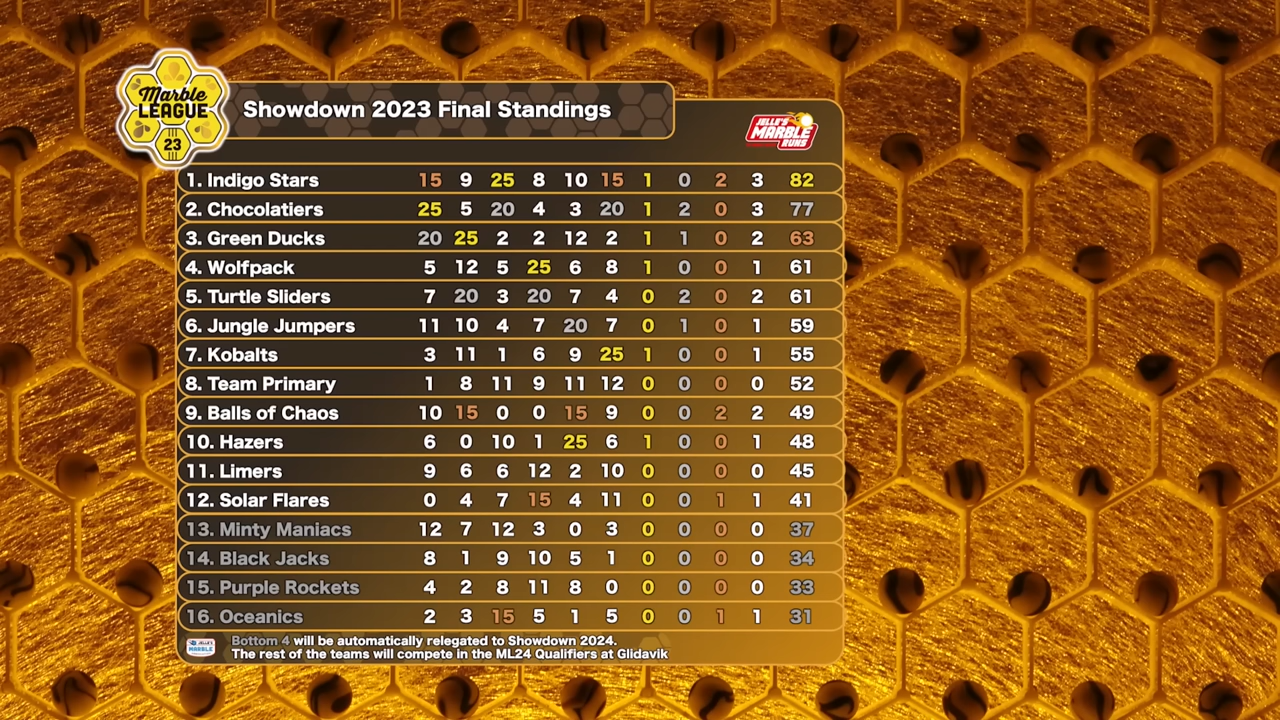 Marble
LEAGUE
23
Showdown 2023 Final Standings
JELLE'S
MARBLE
RUNS
1. Indigo Stars 15 9 25 8 10 15 1 0 2 3 82
2. Chocolatiers 25 5 20 4 3 20 1 2 0 3 77
3. Green Ducks 20 25 2 2 12 2 1 1 0 2 63
4. Wolfpack 5 12 5 25 6 8 1 0 0 1 61
5. Turtle Sliders 7 20 3 20 7 4 0 2 0 2 61
6. Jungle Jumpers 11 10 4 7 20 7 0 1 0 1 59
7. Kobalts 3 11 1 6 9 25 1 0 0 1 55
8. Team Primary 1 8 11 9 11 12 0 0 0 0 52
9. Balls of Chaos 10 15 0 0 15 9 0 0 2 2 49
10. Hazers 6 0 10 1 25 6 1 0 0 1 48
11. Limers 9 6 6 12 2 10 0 0 0 0 45
12. Solar Flares 0 4 7 15 4 11 0 0 1 1 41
13. Minty Maniacs 12 7 12 3 0 3 0 0 0 0 37
14. Black Jacks 8 1 9 10 5 1 0 0 0 0 34
15. Purple Rockets 4 2 8 11 8 0 0 0 0 0 33
16. Oceanics 2 3 15 5 1 5 0 0 1 1 31
MARBLE
Bottom 4 will be automatically relegated to Showdown 2024.
The rest of the teams will compete in the ML24 Qualifiers at Glidavik